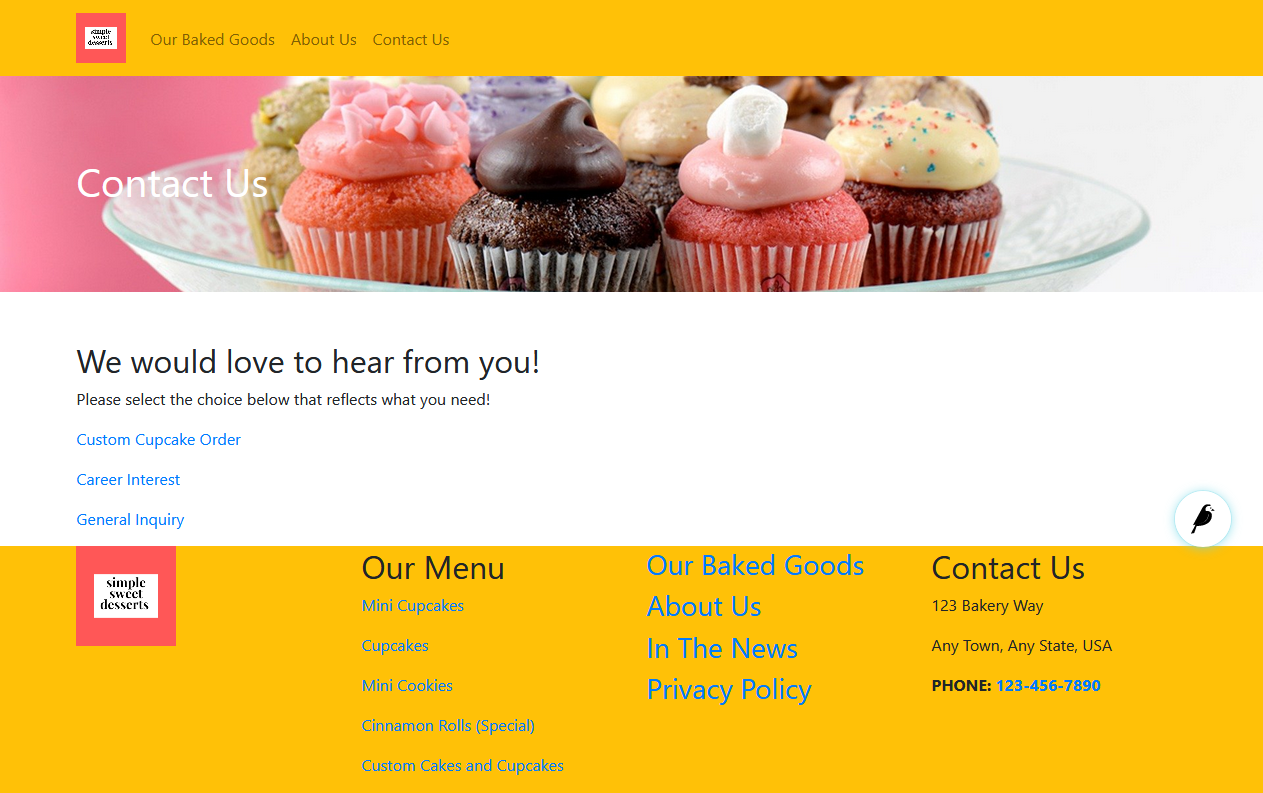 simple
sweet
desserts
Our Baked Goods About Us Contact Us
Contact Us
We would love to hear from you!
Please select the choice below that reflects what you need!
Custom Cupcake Order
Career Interest
General Inquiry
simple
sweet
desserts
Our Menu
Mini Cupcakes
Cupcakes
Mini Cookies
Cinnamon Rolls (Special)
Custom Cakes and Cupcakes
Our Baked Goods
About Us
In The News
Privacy Policy
Contact Us
123 Bakery Way
Any Town, Any State, USA
PHONE: 123-456-7890